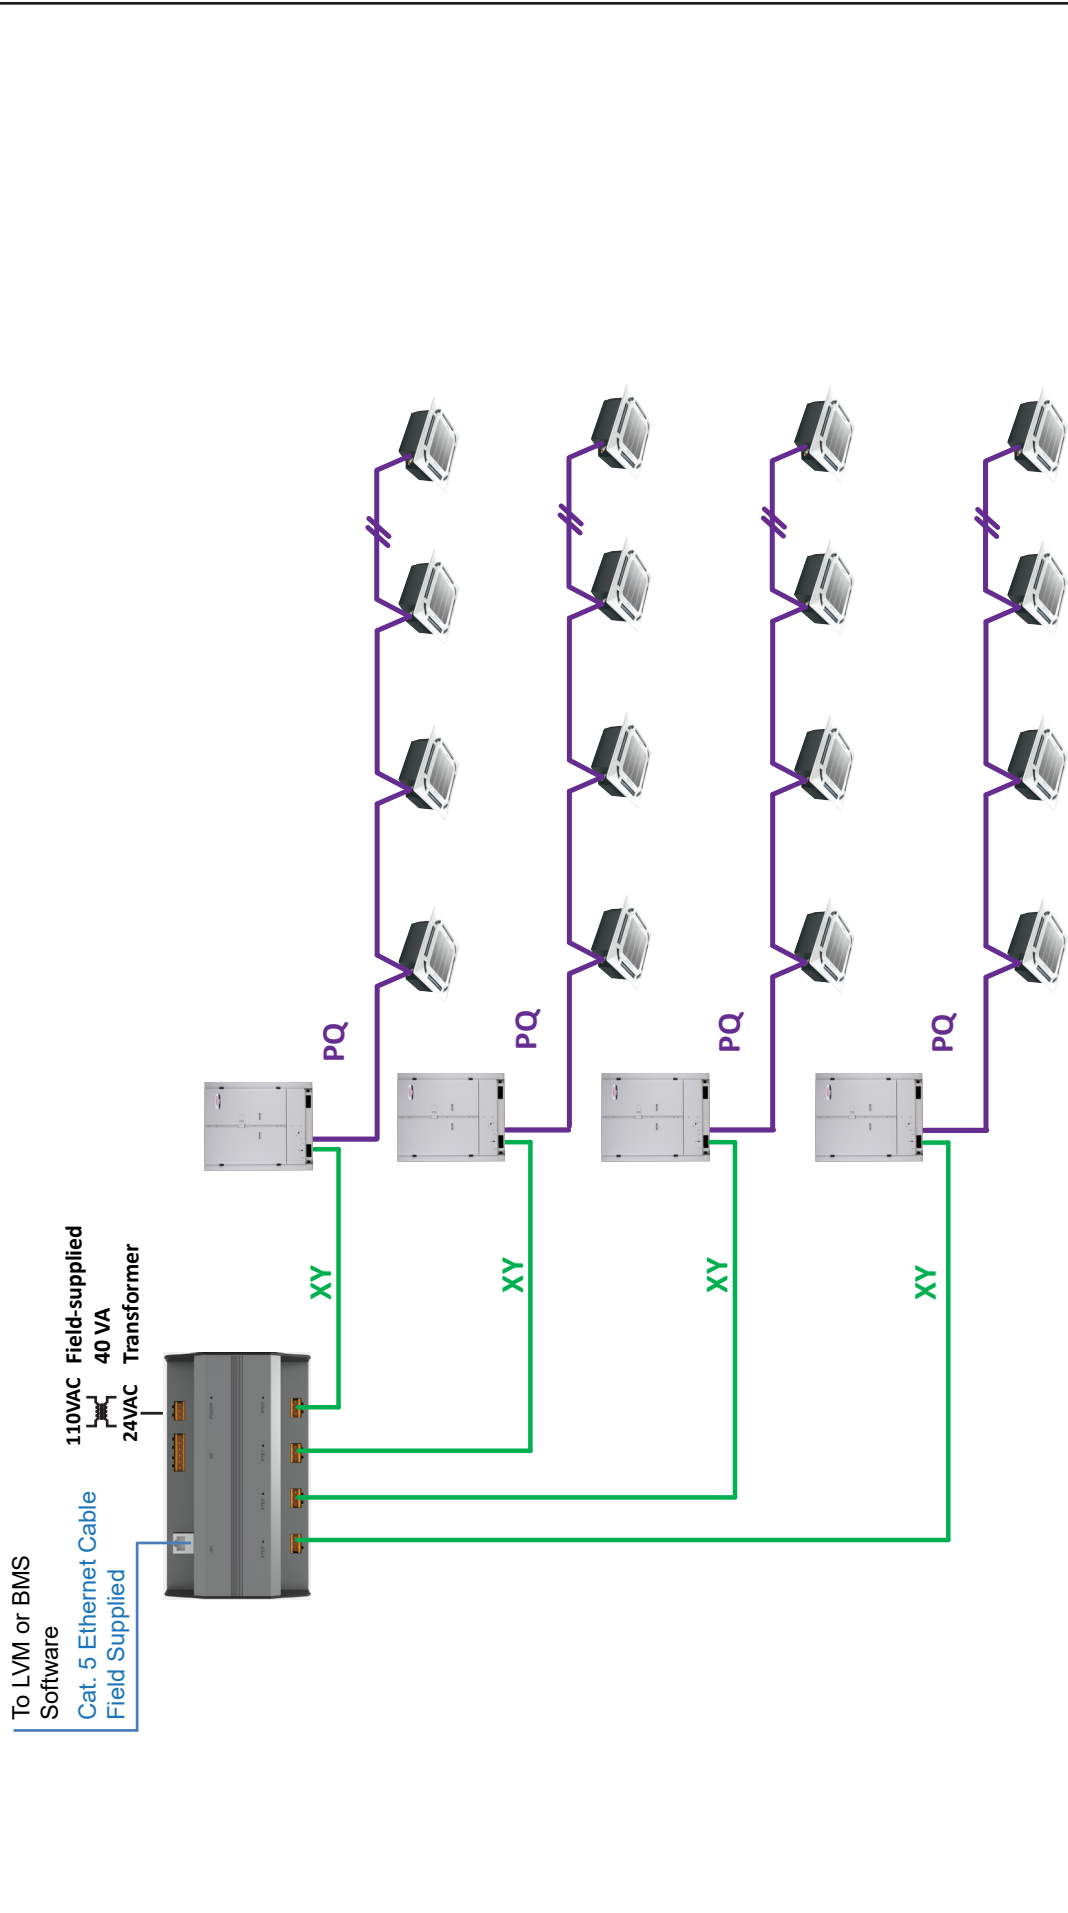 To LVM or BMS
Software
Cat. 5 Ethernet Cable
Field Supplied
110VAC
24VAC
Field-supplied
40 VA
Transformer
XY
XY
XY
XY
PQ
PQ
PQ
PQ